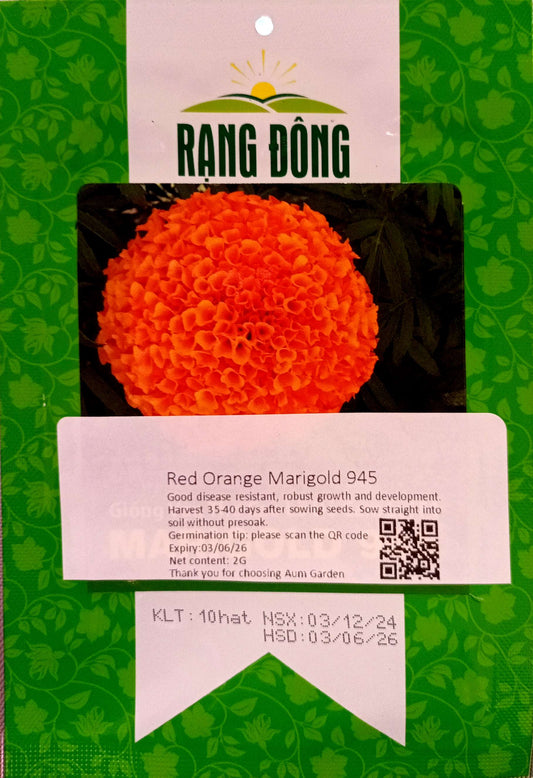 RẠNG ĐÔNG
Red Orange Marigold 945
Good disease resistant, robust growth and development.
Harvest 35-40 days after sowing seeds. Sow straight into
soil without presoak.
Germination tip: please scan the QR code
Expiry:03/06/26
Net content: 2G
Thank you for choosing Aum Garden
KLT:10hat NSX:03/12/24
HSD:03/06/26